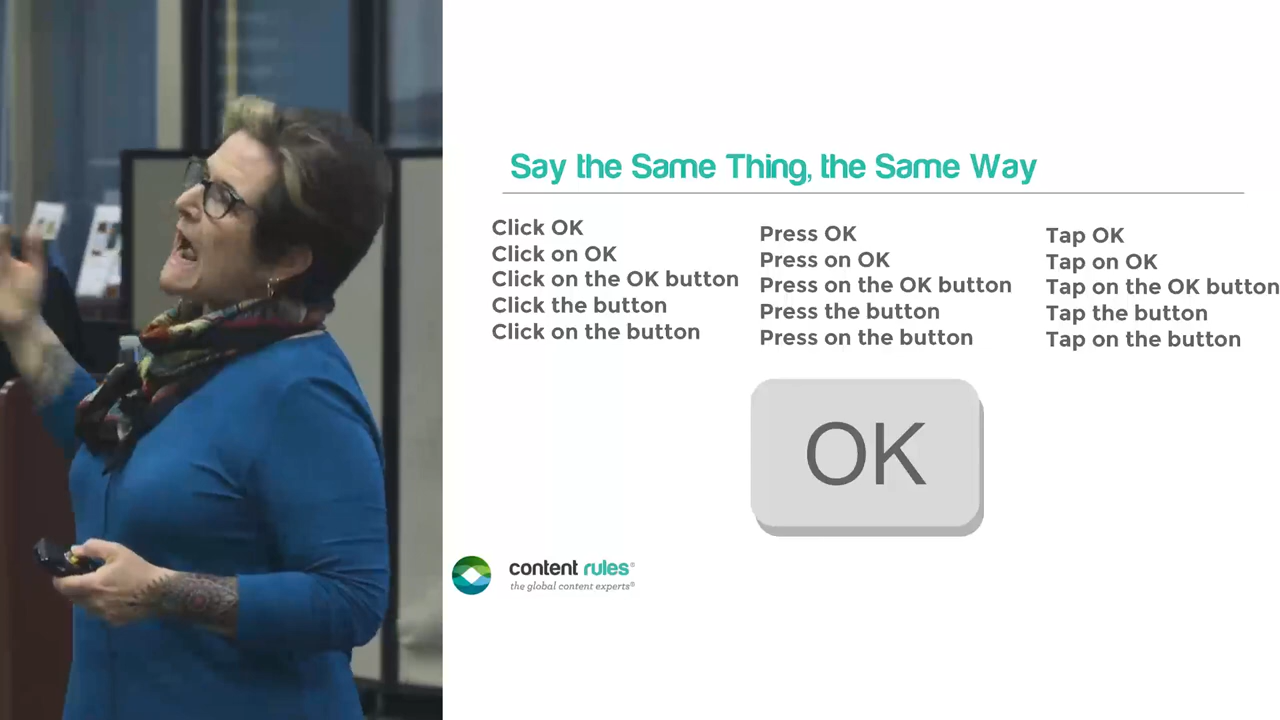 Say the Same Thing, the Same Way
Click OK
Click on OK
Click on the OK button
Click the button
Click on the button
Press OK
Press on OK
Press on the OK button
Press the button
Press on the button
Tap OK
Tap on OK
Tap on the OK button
Tap the button
Tap on the button
OK
content rules®
the global content experts®